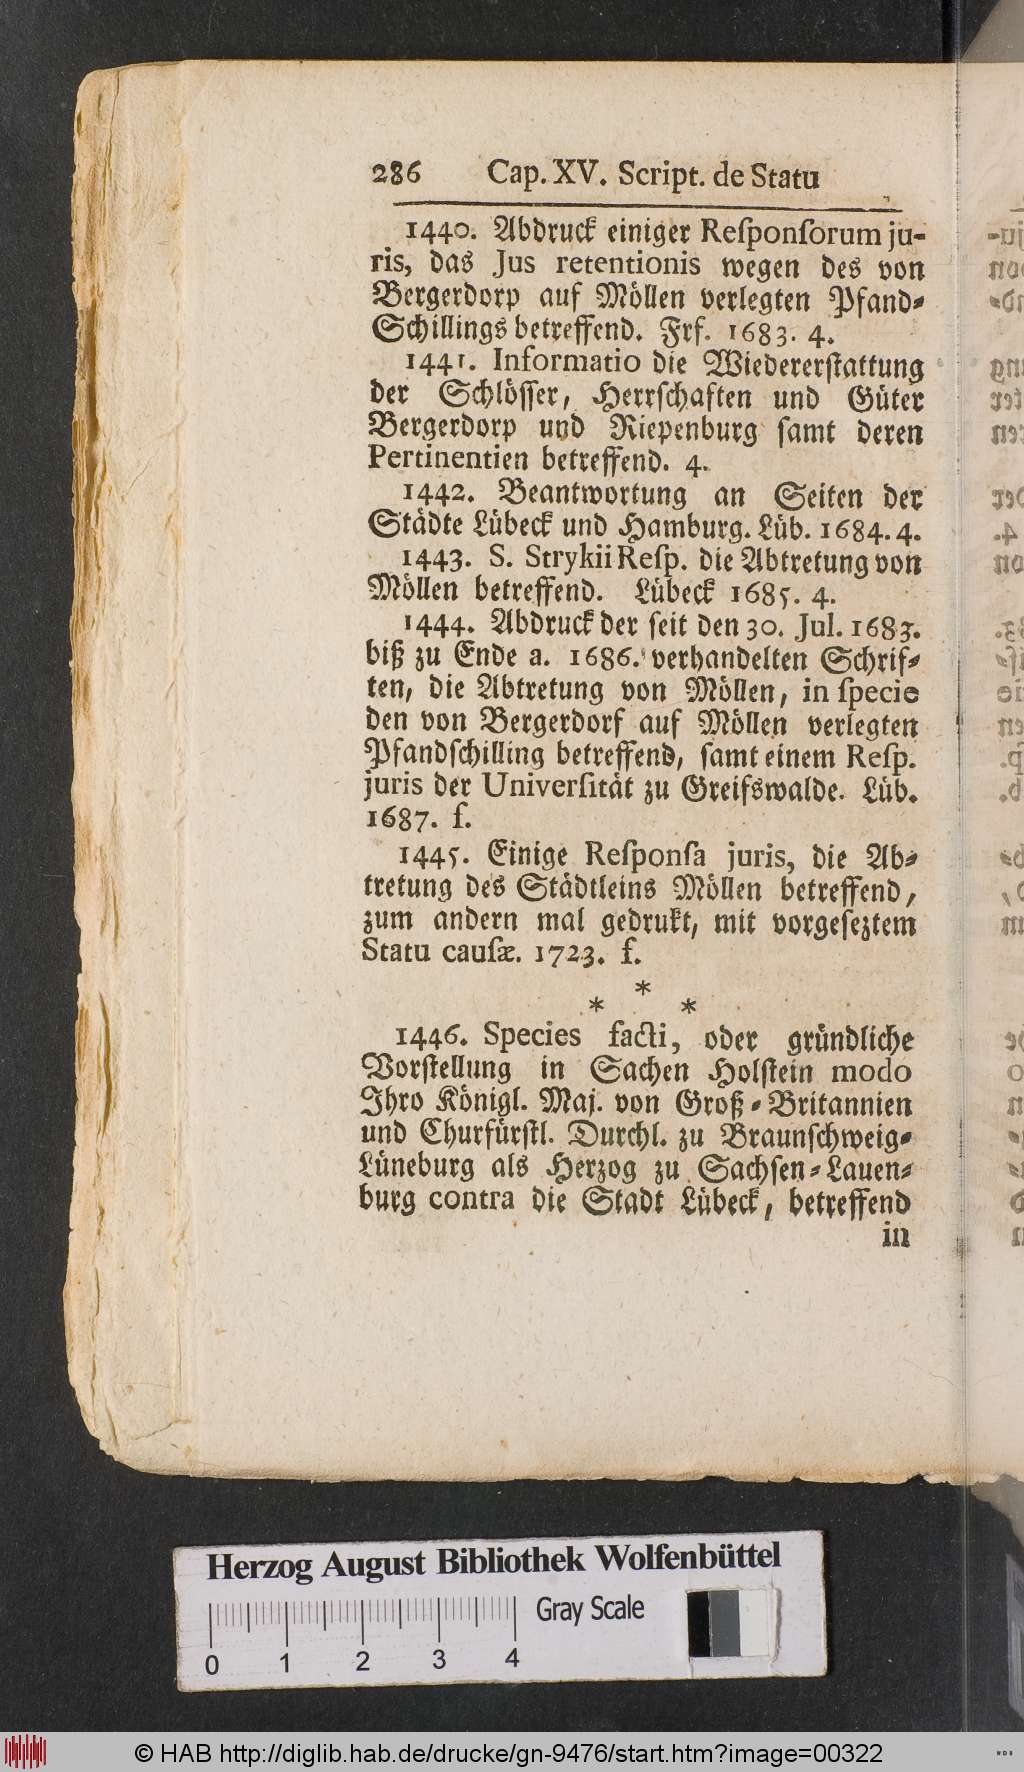 286 Cap. XV. Script. de Statu
1440. Abdruck einiger Reſponſorum ju-
ris, das Jus retentionis wegen des von
Bergerdorp auf Möllen verlegten Pfand-
Schillings betreffend. Frf. 1683. 4.
1441. Informatio die Wiedererſtattung
der Schlöſſer, Herrſchaften und Güter
Bergerdorp und Riepenburg ſamt deren
Pertinentien betreffend. 4.
1442. Beantwortung an Seiten der
Städte Lübeck und Hamburg. Lüb. 1684. 4.
1443. S. Strykii Reſp. die Abtretung von
Möllen betreffend. Lübeck 1685. 4.
1444. Abdruck der ſeit den 30. Jul. 1683.
biß zu Ende a. 1686. verhandelten Schrif-
ten, die Abtretung von Möllen, in ſpecie
den von Bergerdorf auf Möllen verlegten
Pfandſchilling betreffend, ſamt einem Reſp.
juris der Univerſität zu Greifswalde. Lüb.
1687. f.
1445. Einige Reſponſa juris, die Ab-
tretung des Städtleins Möllen betreffend,
zum andern mal gedrukt, mit vorgeſeztem
Statu cauſæ. 1723. f.
* * *
1446. Species facti, oder gründliche
Vorſtellung in Sachen Holſtein modo
Ihro Königl. Maj. von Groß-Britannien
und Churfürſtl. Durchl. zu Braunſchweig-
Lüneburg als Herzog zu Sachſen-Lauen-
burg contra die Stadt Lübeck, betreffend
in
Herzog August Bibliothek Wolfenbüttel
Gray Scale
0 1 2 3 4
© HAB http://diglib.hab.de/drucke/gn-9476/start.htm?image=00322